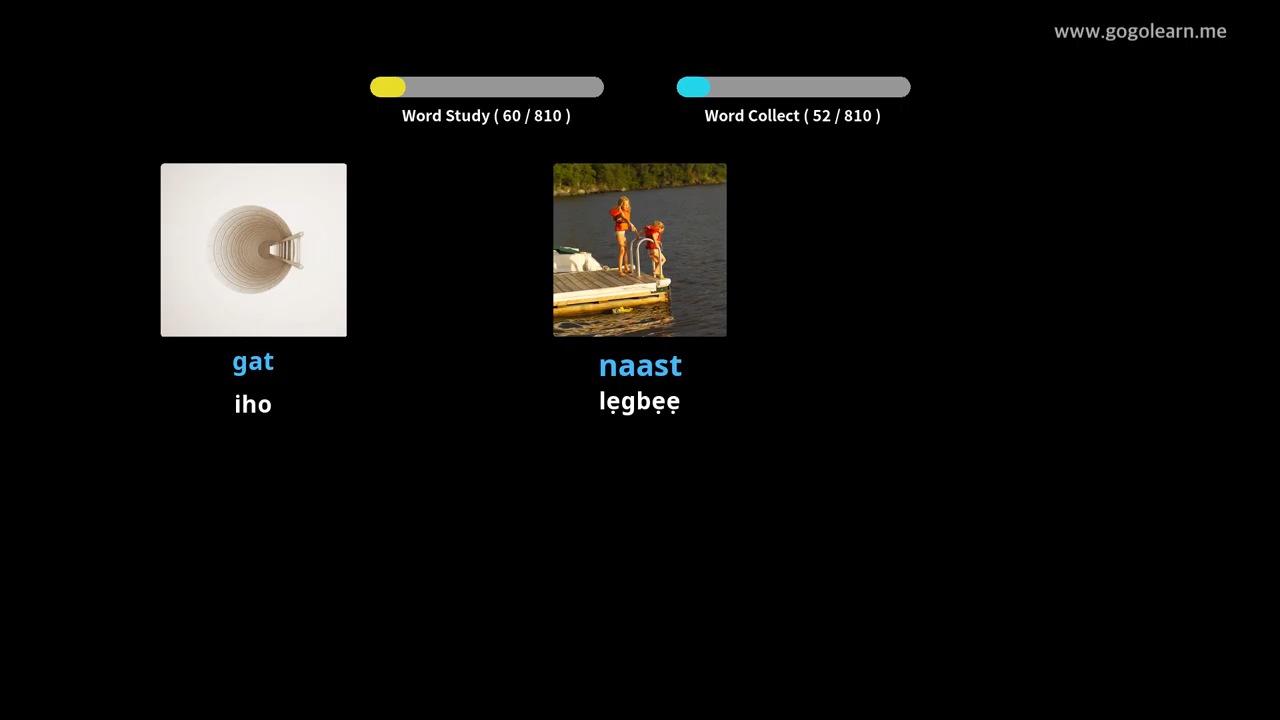 www.gogolearn.me
Word Study ( 60 / 810 )
Word Collect ( 52 / 810 )
gat
iho
naast
lẹgbẹẹ